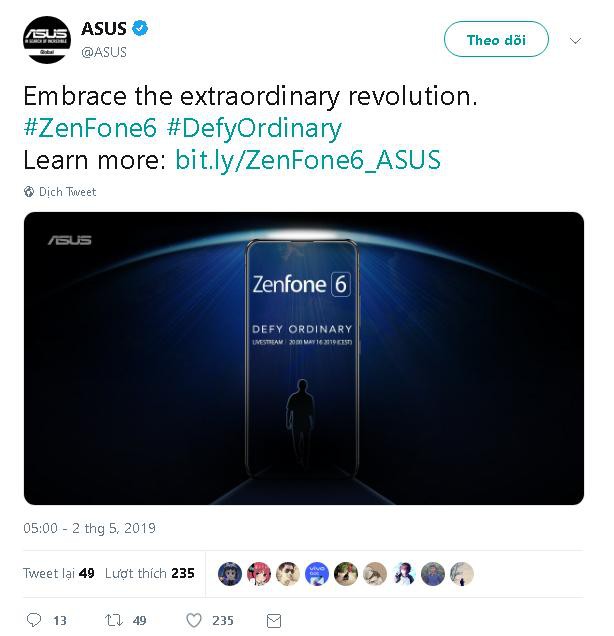 ASUS
IN SEARCH OF INCREDIBLE
Global
ASUS
@ASUS
Theo dõi
Embrace the extraordinary revolution.
#ZenFone6 #DefyOrdinary
Learn more: bit.ly/ZenFone6_ASUS
Dịch Tweet
ASUS
Zenfone 6
DEFY ORDINARY
LIVESTREAM | 20:00 MAY 16 2019 (CEST)
05:00 - 2 thg 5, 2019
Tweet lại 49 Lượt thích 235
vivo
13 49 235